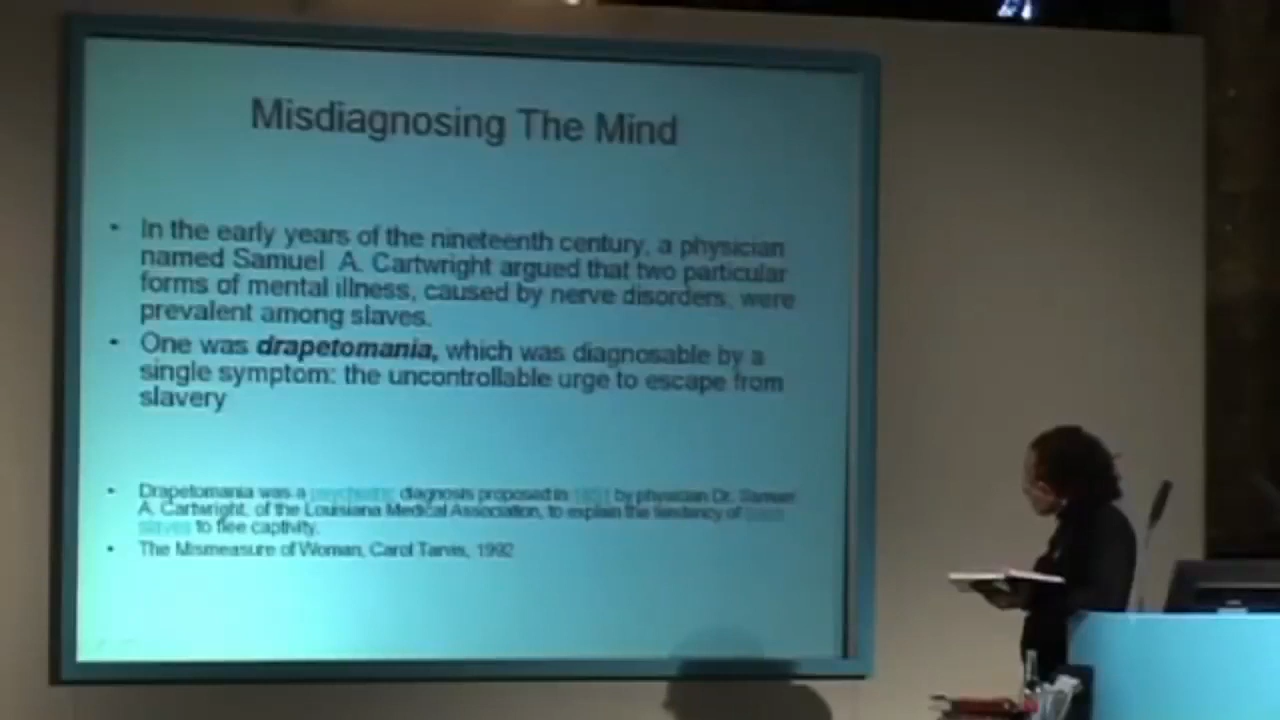 Misdiagnosing The Mind
• In the early years of the nineteenth century, a physician
named Samuel A. Cartwright argued that two particular
forms of mental illness, caused by nerve disorders, were
prevalent among slaves.
• One was drapetomania, which was diagnosable by a
single symptom: the uncontrollable urge to escape from
slavery
• Drapetomania was a psychiatric diagnosis proposed in 1851 by physician Dr. Samuel
A. Cartwright, of the Louisiana Medical Association, to explain the tendency of
slaves to flee captivity.
• The Mismeasure of Woman, Carol Tarvis, 1992